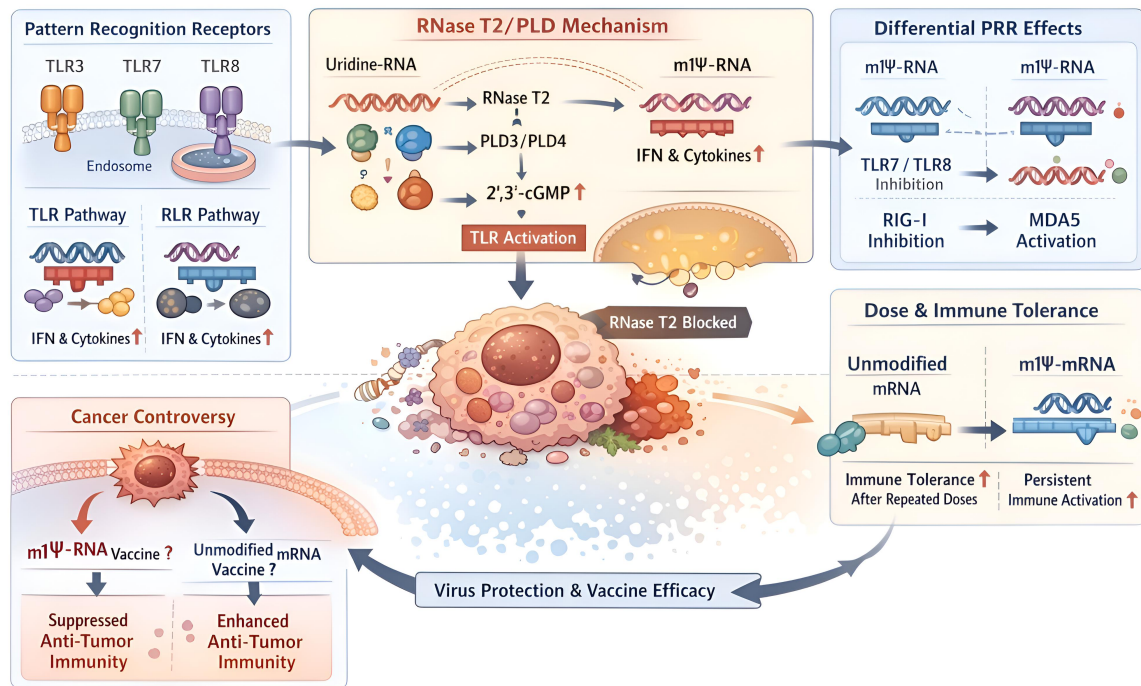 Pattern Recognition Receptors
TLR3
TLR7
TLR8
Endosome
TLR Pathway
RLR Pathway
IFN & Cytokines↑
IFN & Cytokines↑
RNase T2/PLD Mechanism
Uridine-RNA
m1Ψ-RNA
RNase T2
PLD3/PLD4
IFN & Cytokines↑
2',3'-cGMP↑
TLR Activation
RNase T2 Blocked
Differential PRR Effects
m1Ψ-RNA
m1Ψ-RNA
TLR7 / TLR8
Inhibition
RIG-I
Inhibition
MDA5
Activation
Dose & Immune Tolerance
Unmodified
mRNA
m1Ψ-mRNA
Immune Tolerance↑
After Repeated Doses
Persistent
Immune Activation↑
Cancer Controversy
m1Ψ-RNA Vaccine ?
Unmodified mRNA
Vaccine ?
Suppressed
Anti-Tumor
Immunity
Enhanced
Anti-Tumor
Immunity
Virus Protection & Vaccine Efficacy